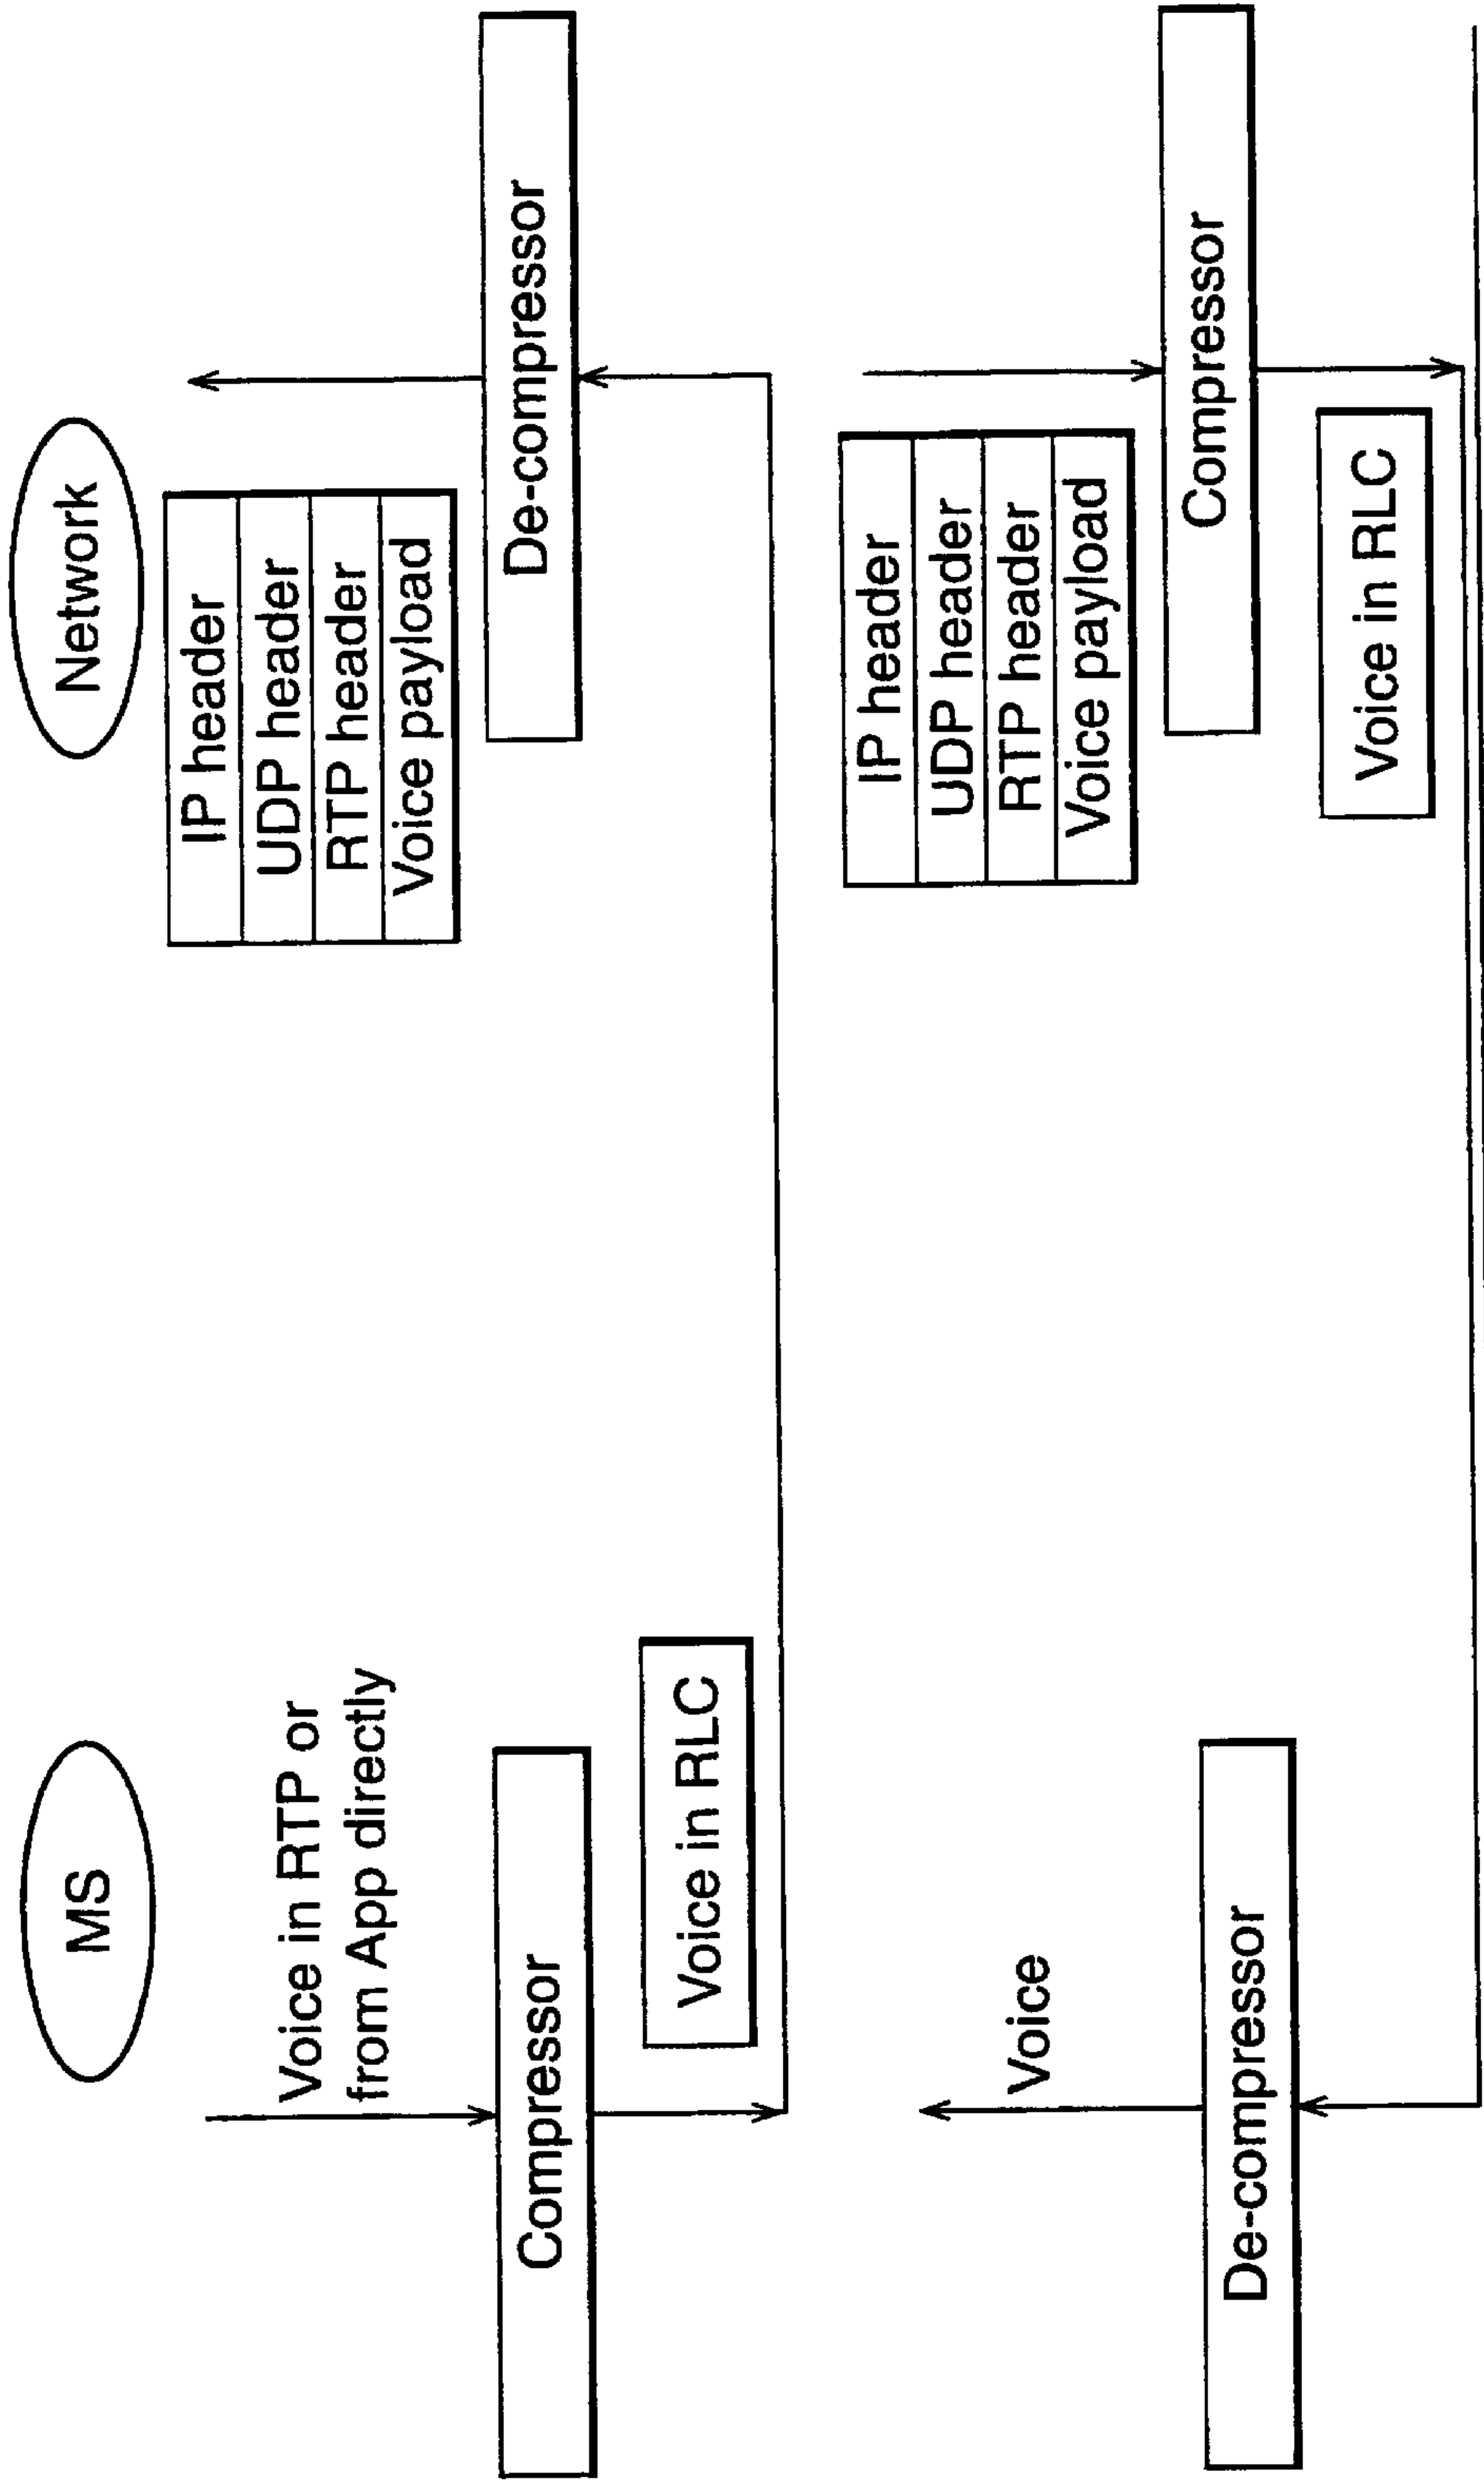 MS
Network
Voice in RTP or
from App directly
IP header
UDP header
RTP header
Voice payload
Compressor
De-compressor
Voice in RLC
Voice
IP header
UDP header
RTP header
Voice payload
De-compressor
Compressor
Voice in RLC